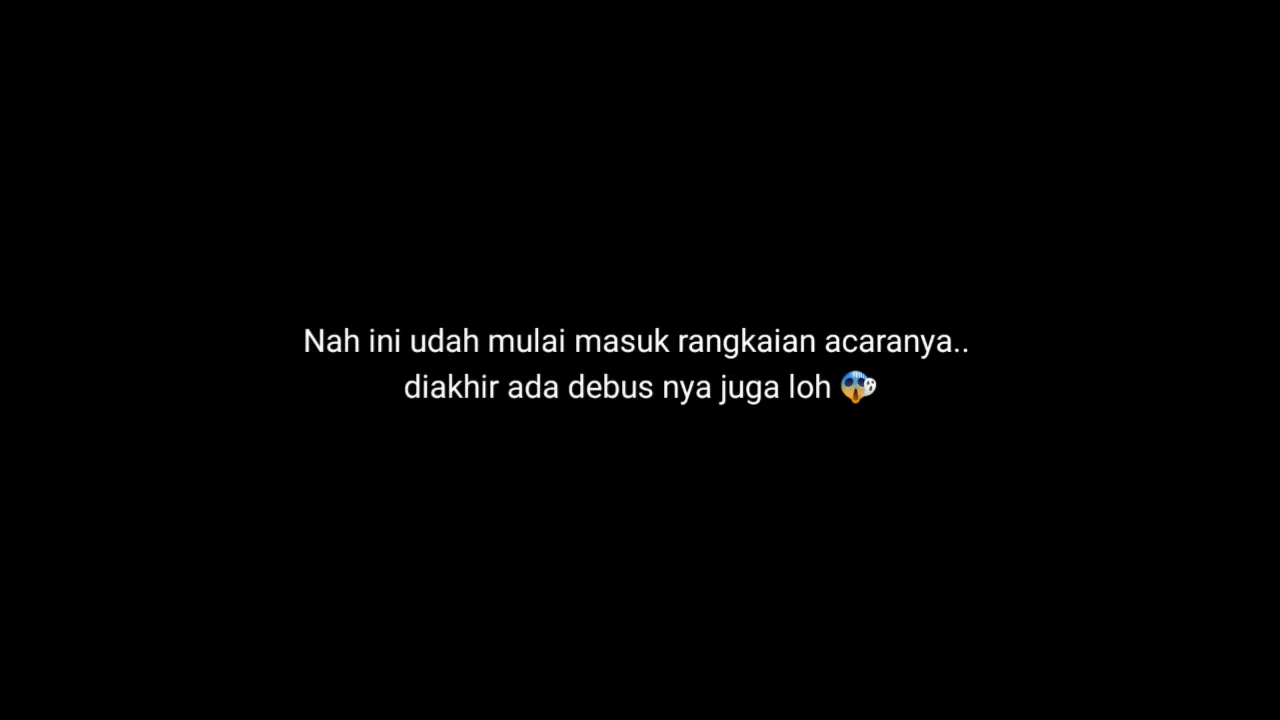 Nah ini udah mulai masuk rangkaian acaranya..
diakhir ada debus nya juga loh 😱